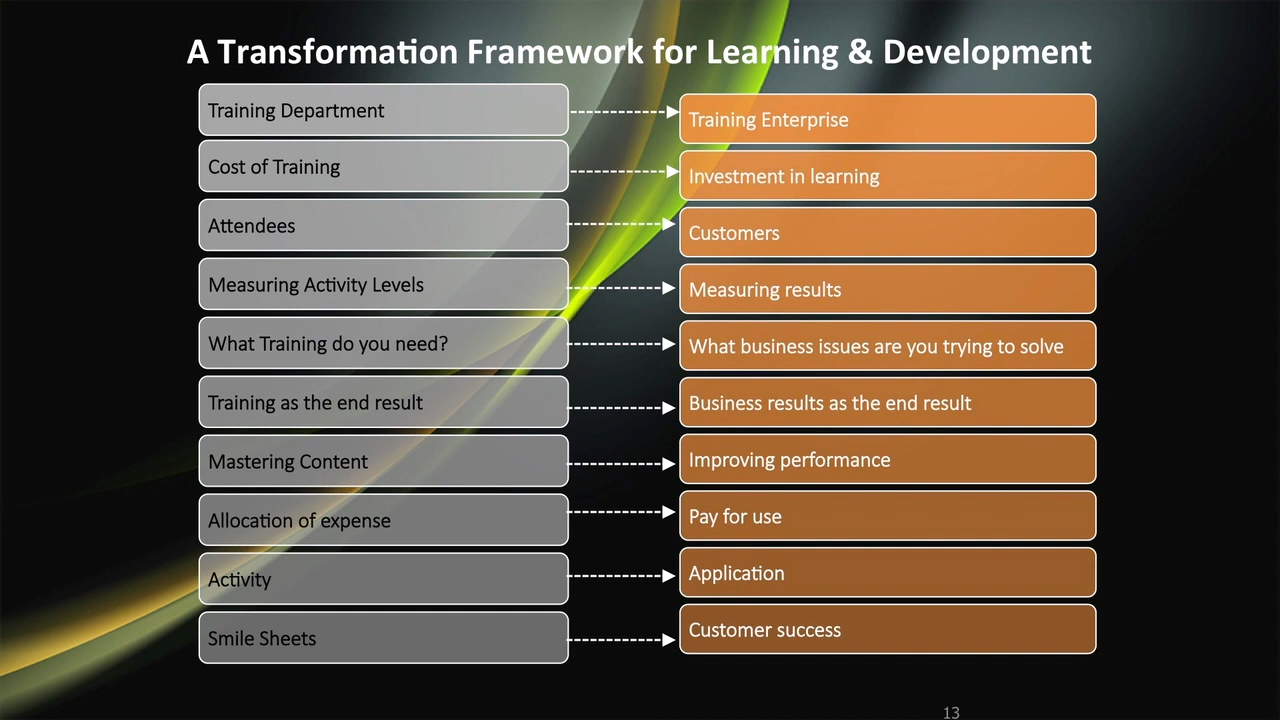 A Transformation Framework for Learning & Development
Training Department
Training Enterprise
Cost of Training
Investment in learning
Attendees
Customers
Measuring Activity Levels
Measuring results
What Training do you need?
What business issues are you trying to solve
Training as the end result
Business results as the end result
Mastering Content
Improving performance
Allocation of expense
Pay for use
Activity
Application
Smile Sheets
Customer success
13